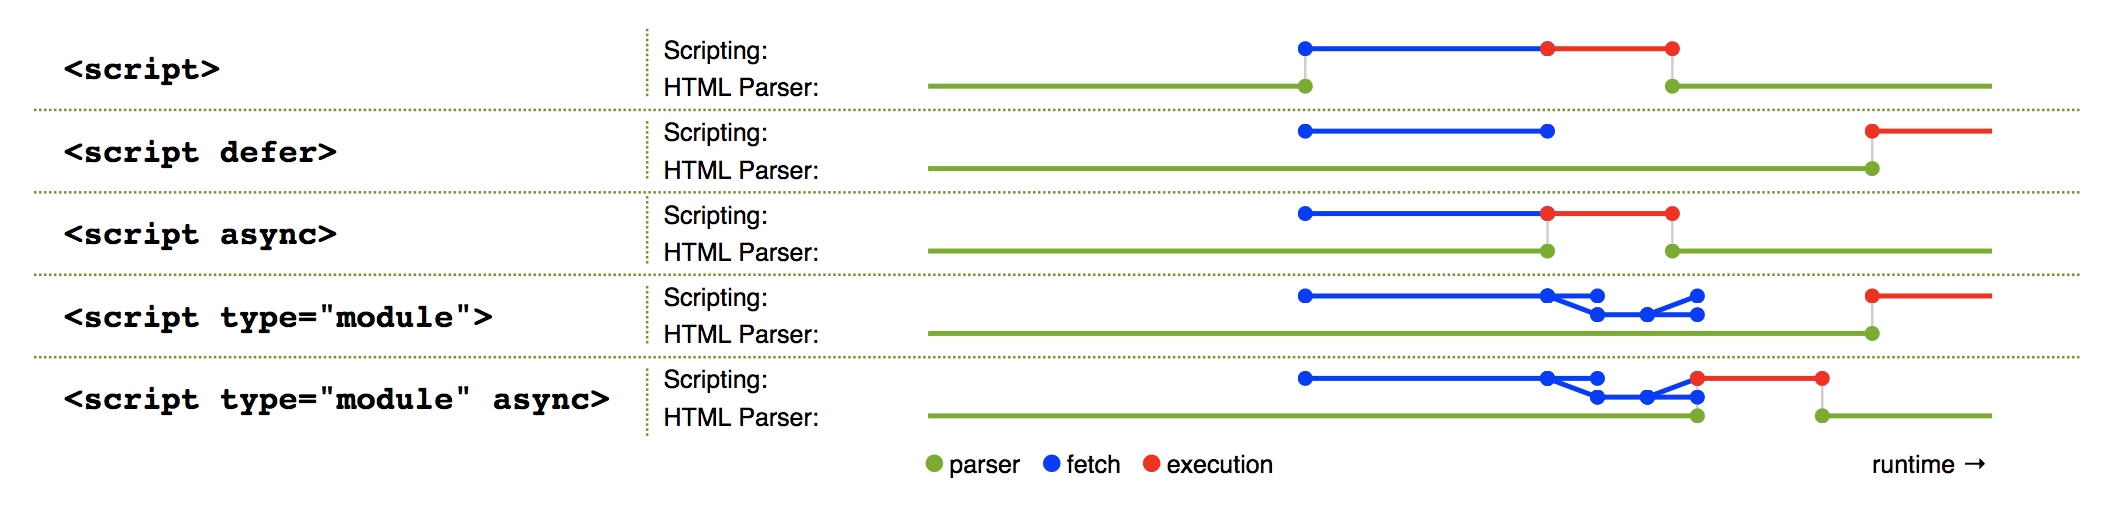 <script>
Scripting:
HTML Parser:
<script defer>
Scripting:
HTML Parser:
<script async>
Scripting:
HTML Parser:
<script type="module">
Scripting:
HTML Parser:
<script type="module" async>
Scripting:
HTML Parser:
parser fetch execution runtime →